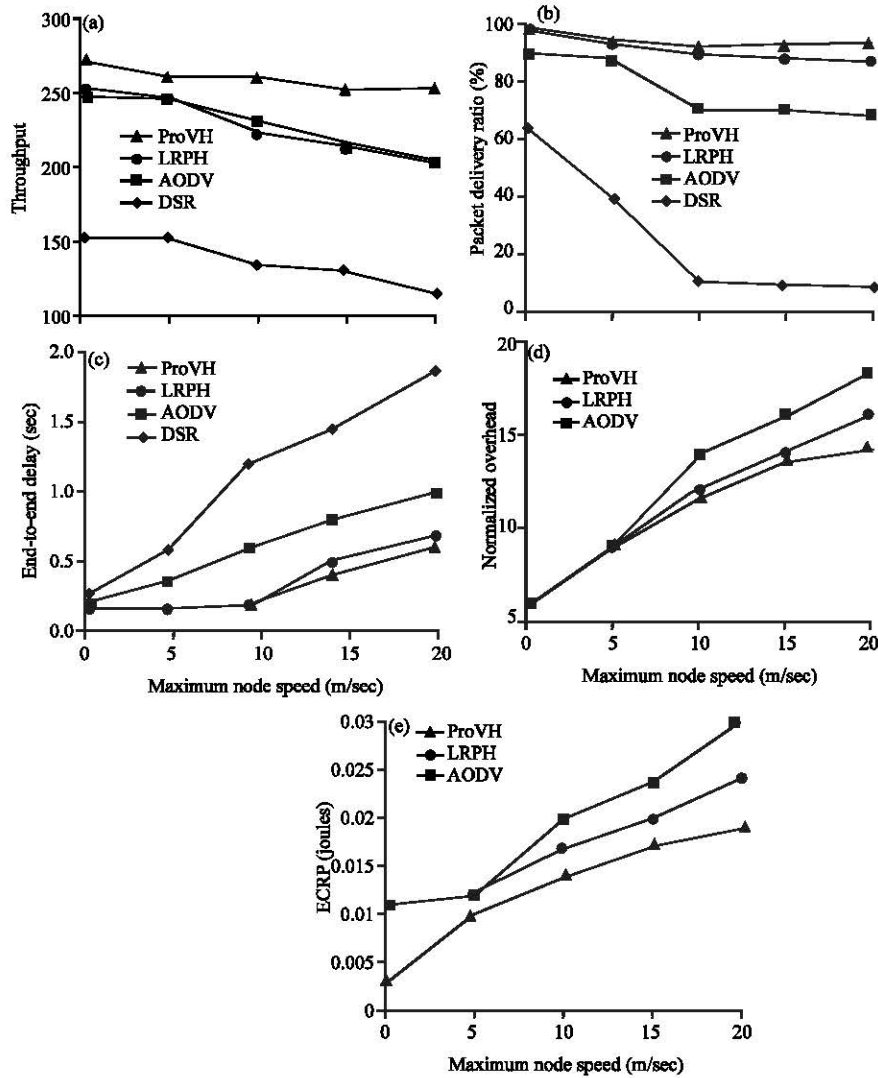 (a)
300
250
200
150
100
Throughput
ProVH
LRPH
AODV
DSR
(b)
100
80
60
40
20
0
Packet delivery ratio (%)
ProVH
LRPH
AODV
DSR
(c)
2.0
1.5
1.0
0.5
0.0
End-to-end delay (sec)
ProVH
LRPH
AODV
DSR
0 5 10 15 20
Maximum node speed (m/sec)
(d)
20
15
10
5
Normalized overhead
ProVH
LRPH
AODV
0 5 10 15 20
Maximum node speed (m/sec)
(e)
0.03
0.025
0.02
0.015
0.01
0.005
0
ECRP (joules)
ProVH
LRPH
AODV
0 5 10 15 20
Maximum node speed (m/sec)